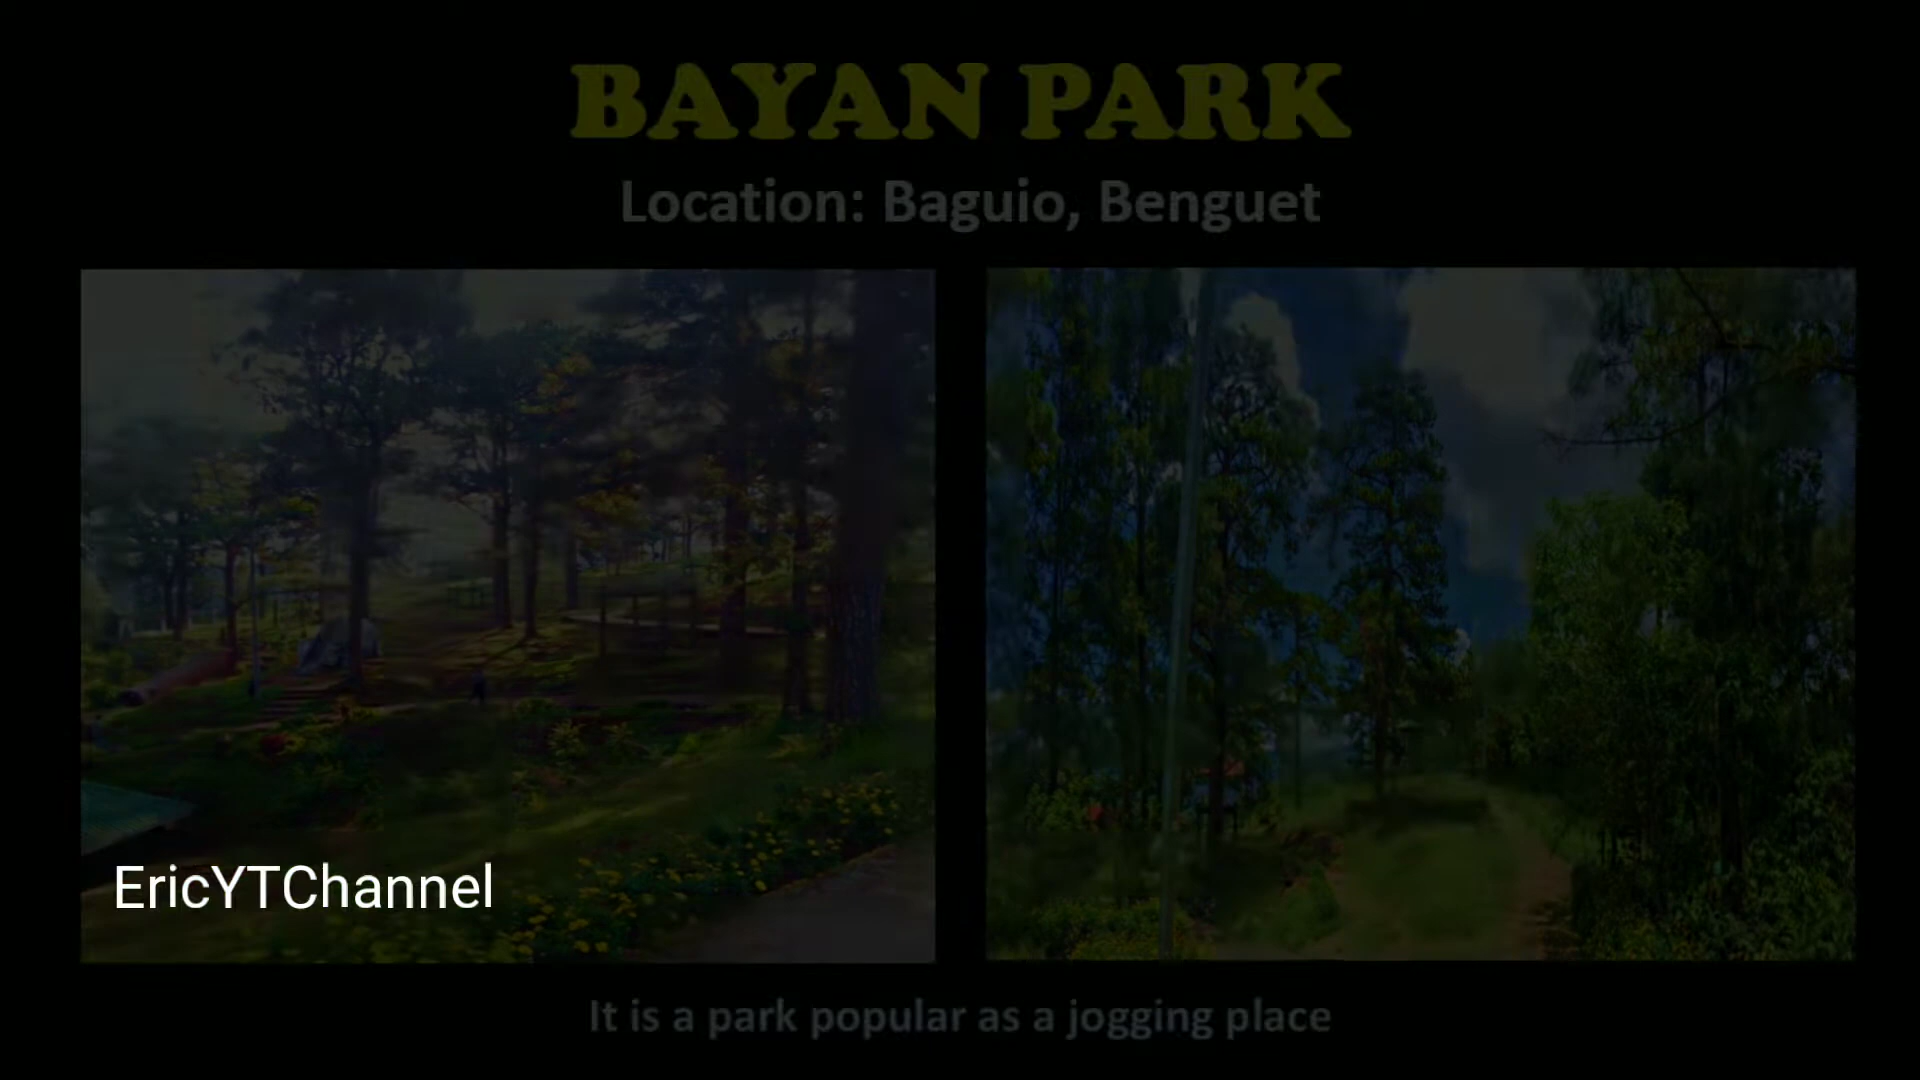 BAYAN PARK
Location: Baguio, Benguet
EricYTChannel
It is a park popular as a jogging place